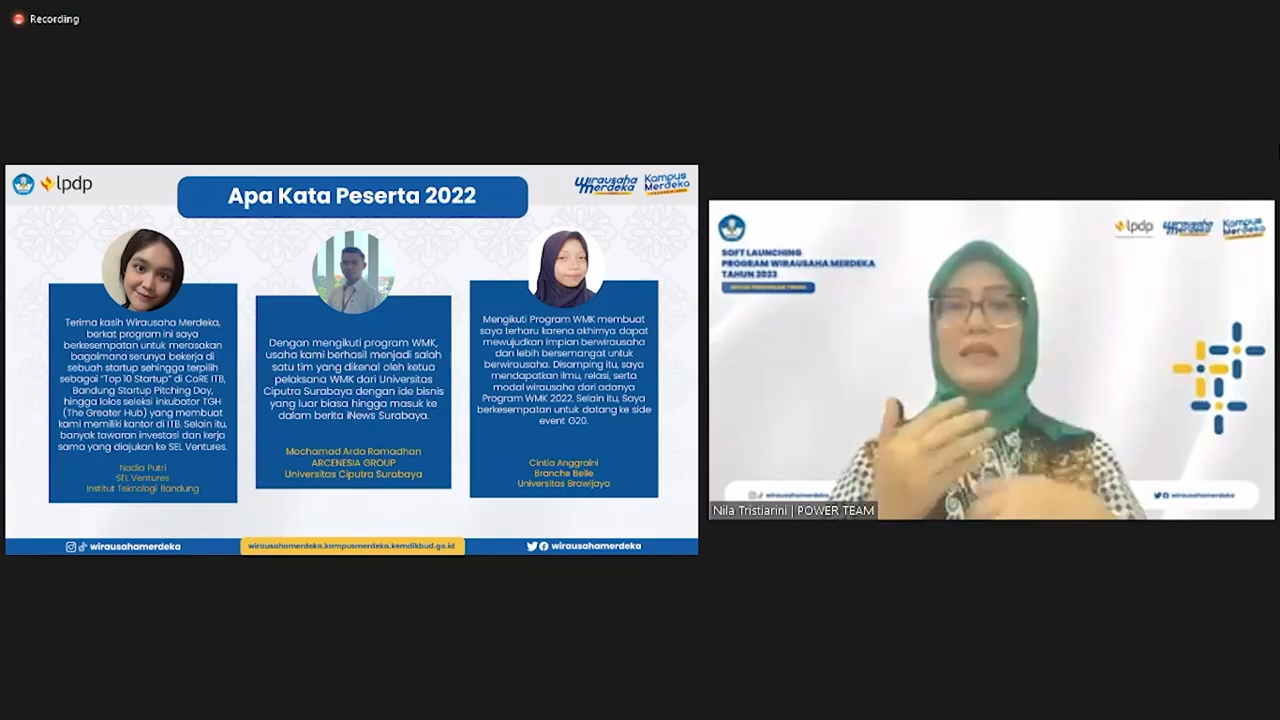 Recording
lpdp
Apa Kata Peserta 2022
wirausaha
merdeka
Kampus
Merdeka
Terima kasih Wirausaha Merdeka,
berkat program ini saya
berkesempatan untuk merasakan
bagaimana serunya bekerja di
sebuah startup sehingga terpilih
sebagai "Top 10 Startup" di CoRE ITB,
Bandung Startup Pitching Day,
hingga lolos seleksi inkubator TGH
(The Greater Hub) yang membuat
kami memiliki kantor di ITB. Selain itu,
banyak tawaran investasi dan kerja
sama yang diajukan ke SEL Ventures.
Nadia Putri
SEL Ventures
Institut Teknologi Bandung
Dengan mengikuti program WMK,
usaha kami berhasil menjadi salah
satu tim yang dikenal oleh ketua
pelaksana WMK dari Universitas
Ciputra Surabaya dengan ide bisnis
yang luar biasa hingga masuk ke
dalam berita iNews Surabaya.
Mochamad Arda Ramadhan
ARCENESIA GROUP
Universitas Ciputra Surabaya
Mengikuti Program WMK membuat
saya terharu karena akhirnya dapat
mewujudkan impian berwirausaha
dan lebih bersemangat untuk
berwirausaha. Disamping itu, saya
mendapatkan ilmu, relasi, serta
modal wirausaha dari adanya
Program WMK 2022. Selain itu, Saya
berkesempatan untuk datang ke side
event G20.
Cintia Anggraini
Branche Belle
Universitas Brawijaya
wirausahamerdeka
wirausahamerdeka.kampusmerdeka.kemdikbud.go.id
wirausahamerdeka
lpdp
wirausaha
merdeka
Kampus
Merdeka
SOFT LAUNCHING
PROGRAM WIRAUSAHA MERDEKA
TAHUN 2023
UNTUK PERGURUAN TINGGI
wirausahamerdeka
wirausahamerdeka
Nila Tristiarini | POWER TEAM